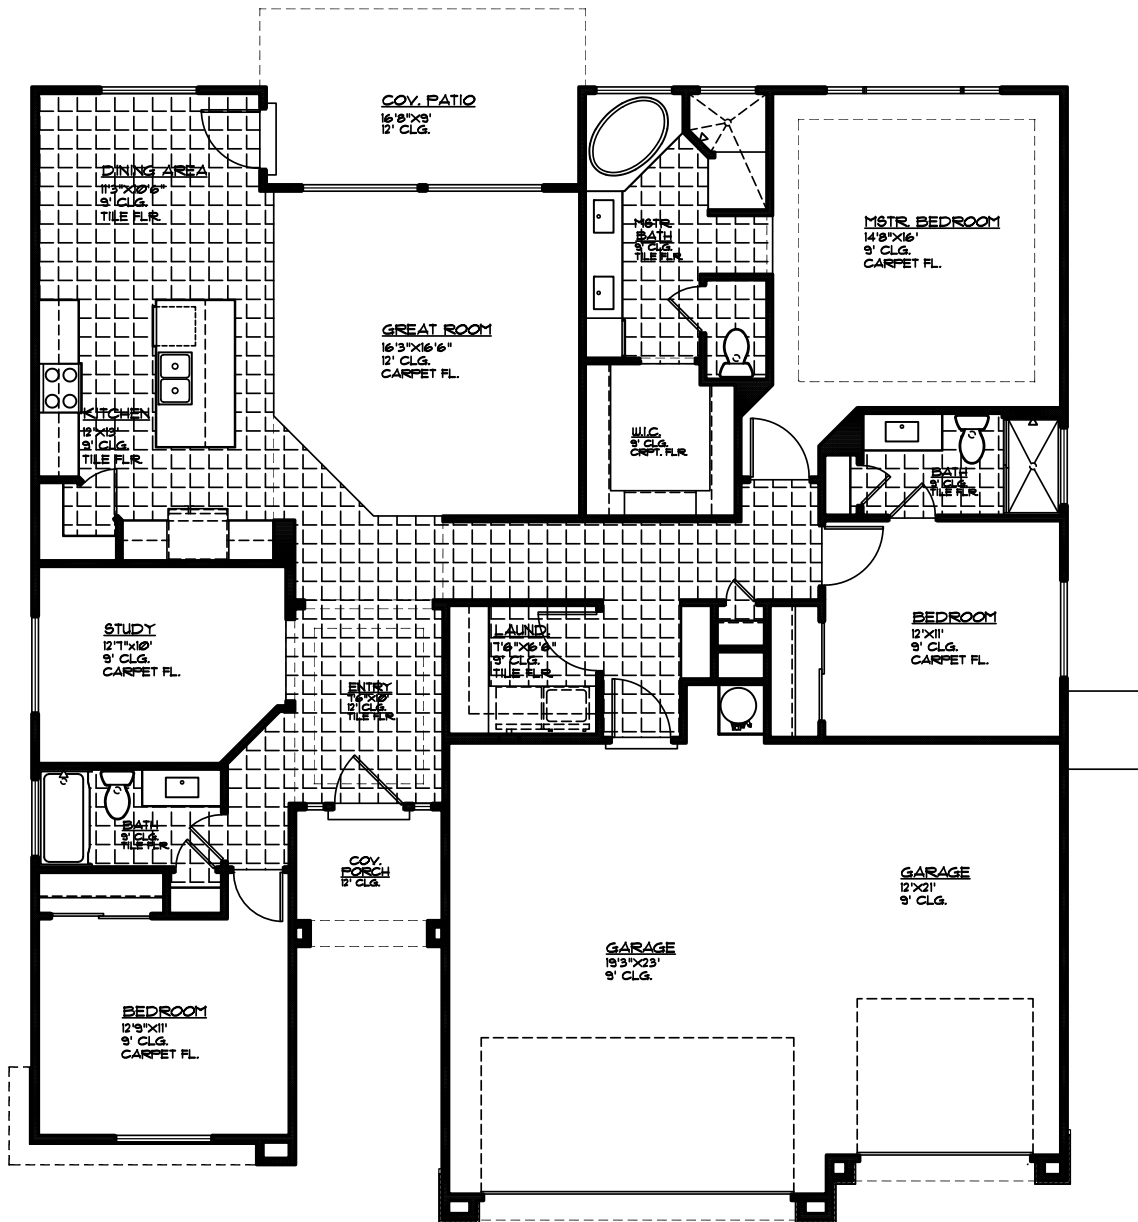 COV. PATIO
16'8"X9'
12' CLG.
DINING AREA
11'3"X10'6"
9' CLG.
TILE FLR.
MSTR. BATH
9' CLG.
TILE FLR.
MSTR. BEDROOM
14'8"X16'
9' CLG.
CARPET FL.
GREAT ROOM
16'3"X16'6"
12' CLG.
CARPET FL.
KITCHEN
12'X13'
9' CLG.
TILE FLR.
W.I.C.
9' CLG.
CRPT. FLR.
BATH
9' CLG.
TILE FLR.
STUDY
12'7"x10'
9' CLG.
CARPET FL.
ENTRY
7'6"X10'
12' CLG.
TILE FLR.
LAUND.
7'6"X6'6"
9' CLG.
TILE FLR.
BEDROOM
12'X11'
9' CLG.
CARPET FL.
BATH
9' CLG.
TILE FLR.
COV.
PORCH
12' CLG.
GARAGE
12'X21'
9' CLG.
GARAGE
19'3"X23'
9' CLG.
BEDROOM
12'9"X11'
9' CLG.
CARPET FL.